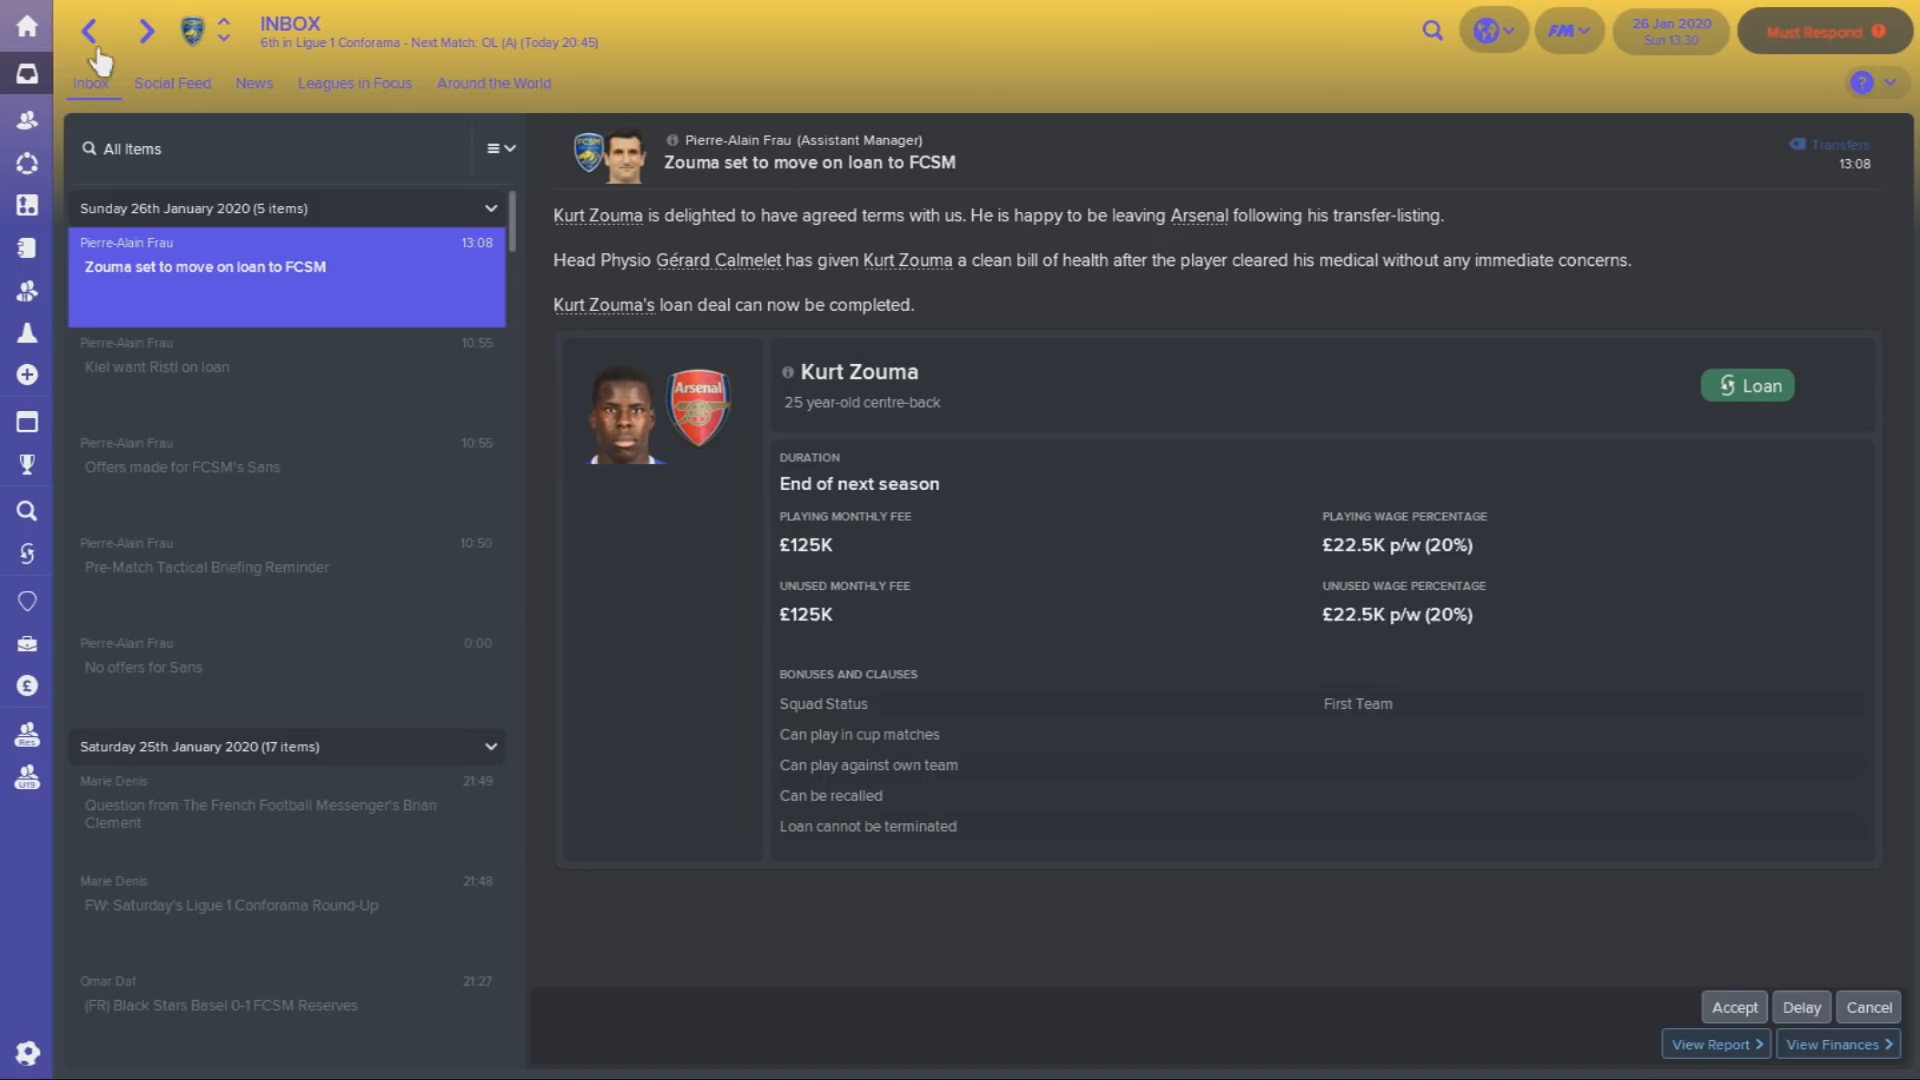 INBOX
6th in Ligue 1 Conforama - Next Match: OL (A) (Today 20:45)
FM
26 Jan 2020
Sun 13:30
Must Respond
Inbox
Social Feed
News
Leagues in Focus
Around the World
?
All Items
Sunday 26th January 2020 (5 items)
Pierre-Alain Frau 13:08
Zouma set to move on loan to FCSM
Pierre-Alain Frau 10:55
Kiel want Ristl on loan
Pierre-Alain Frau 10:55
Offers made for FCSM's Sans
Pierre-Alain Frau 10:50
Pre-Match Tactical Briefing Reminder
Pierre-Alain Frau 0:00
No offers for Sans
Saturday 25th January 2020 (17 items)
Marie Denis 21:49
Question from The French Football Messenger's Brian
Clement
Marie Denis 21:48
FW: Saturday's Ligue 1 Conforama Round-Up
Omar Daf 21:27
(FR) Black Stars Basel 0-1 FCSM Reserves
Res
U19
FCSM
Pierre-Alain Frau (Assistant Manager)
Zouma set to move on loan to FCSM
Transfers
13:08
Kurt Zouma is delighted to have agreed terms with us. He is happy to be leaving Arsenal following his transfer-listing.
Head Physio Gérard Calmelet has given Kurt Zouma a clean bill of health after the player cleared his medical without any immediate concerns.
Kurt Zouma's loan deal can now be completed.
Arsenal
Kurt Zouma
25 year-old centre-back
Loan
DURATION
End of next season
PLAYING MONTHLY FEE
£125K
PLAYING WAGE PERCENTAGE
£22.5K p/w (20%)
UNUSED MONTHLY FEE
£125K
UNUSED WAGE PERCENTAGE
£22.5K p/w (20%)
BONUSES AND CLAUSES
Squad Status First Team
Can play in cup matches
Can play against own team
Can be recalled
Loan cannot be terminated
Accept
Delay
Cancel
View Report
View Finances